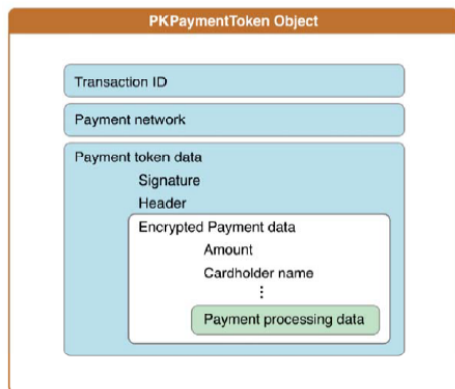 PKPaymentToken Object
Transaction ID
Payment network
Payment token data
Signature
Header
Encrypted Payment data
Amount
Cardholder name
⋮
Payment processing data